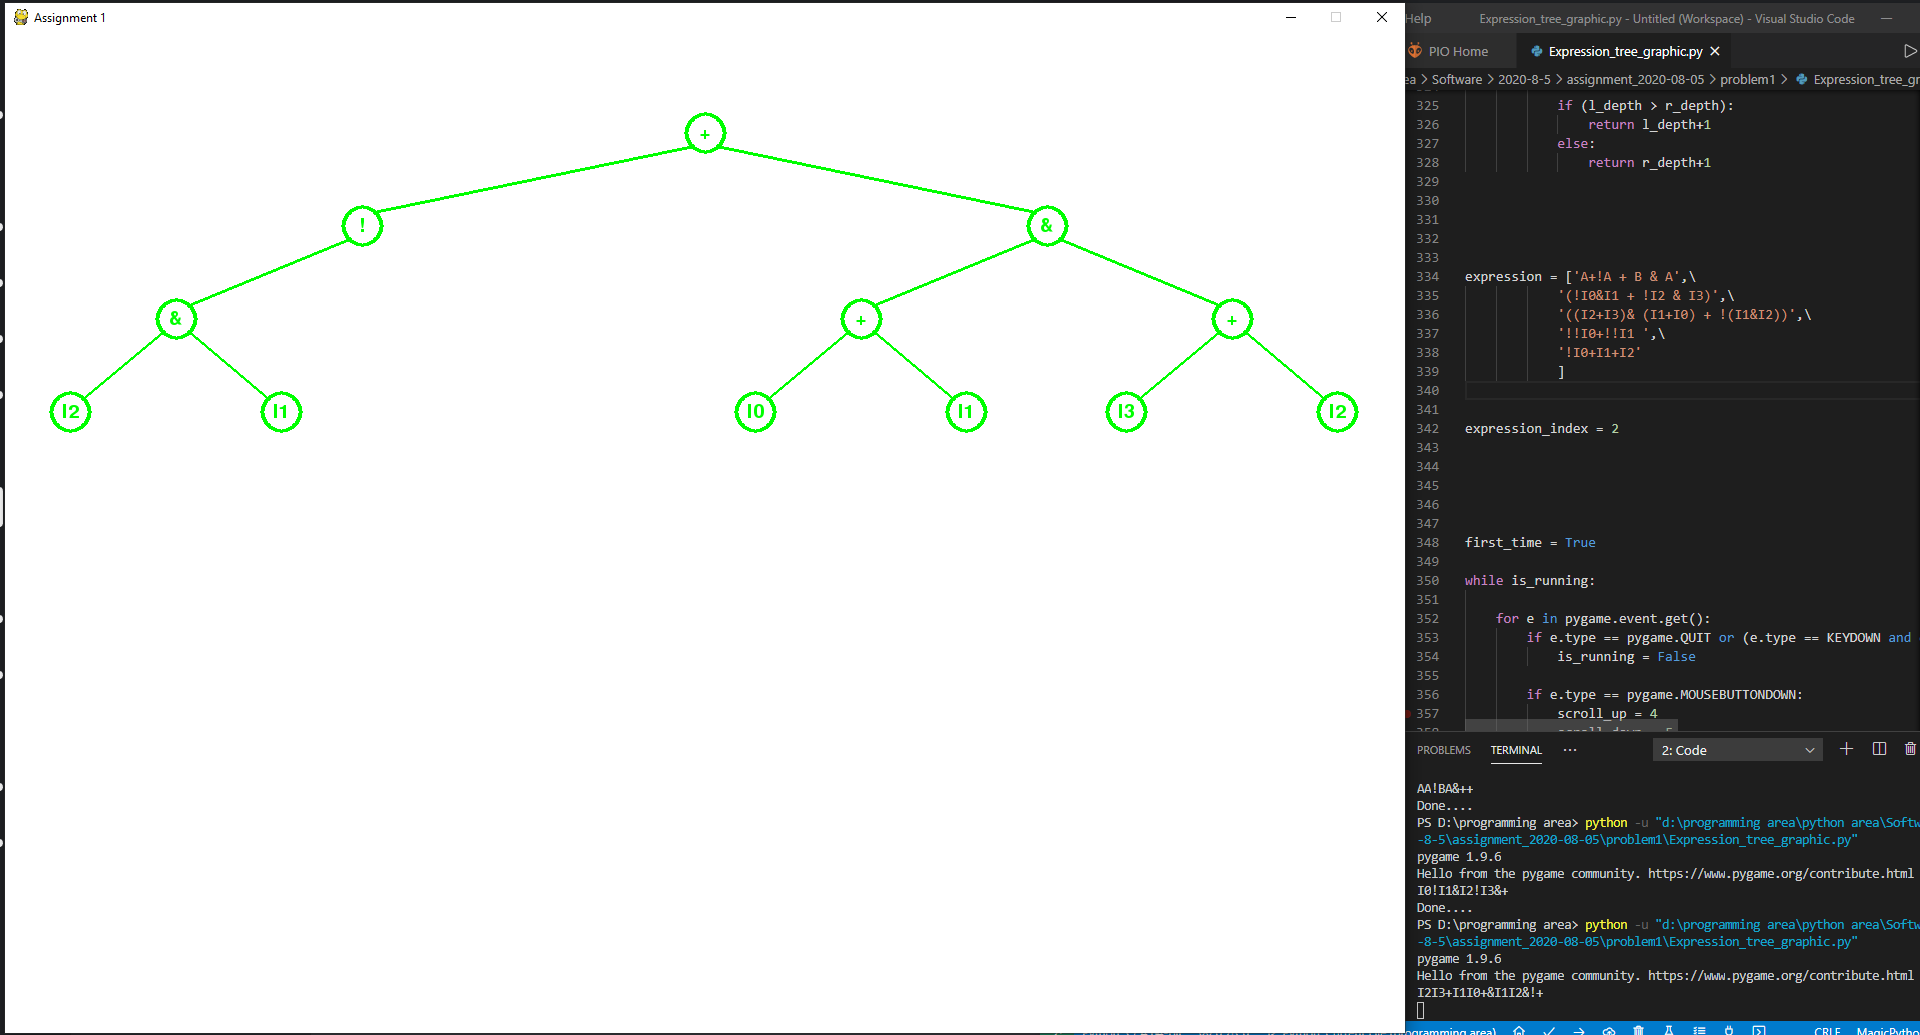 Assignment 1
+
! &
& + +
I2 I1 I0 I1 I3 I2
Help Expression_tree_graphic.py - Untitled (Workspace) - Visual Studio Code
PIO Home Expression_tree_graphic.py
ea > Software > 2020-8-5 > assignment_2020-08-05 > problem1 > Expression_tree_gr
325 if (l_depth > r_depth):
326 return l_depth+1
327 else:
328 return r_depth+1
329
330
331
332
333
334 expression = ['A+!A + B & A',\
335 '(!I0&I1 + !I2 & I3)',\
336 '((I2+I3)& (I1+I0) + !(I1&I2))',\
337 '!!I0+!!I1 ',\
338 '!I0+I1+I2'
339 ]
340
341
342 expression_index = 2
343
344
345
346
347
348 first_time = True
349
350 while is_running:
351
352 for e in pygame.event.get():
353 if e.type == pygame.QUIT or (e.type == KEYDOWN and
354 is_running = False
355
356 if e.type == pygame.MOUSEBUTTONDOWN:
357 scroll_up = 4
PROBLEMS TERMINAL ··· 2: Code
AA!BA&++
Done....
PS D:\programming area> python -u "d:\programming area\python area\Softw
-8-5\assignment_2020-08-05\problem1\Expression_tree_graphic.py"
pygame 1.9.6
Hello from the pygame community. https://www.pygame.org/contribute.html
I0!I1&I2!I3&+
Done....
PS D:\programming area> python -u "d:\programming area\python area\Softw
-8-5\assignment_2020-08-05\problem1\Expression_tree_graphic.py"
pygame 1.9.6
Hello from the pygame community. https://www.pygame.org/contribute.html
I2I3+I1I0+&I1I2&!+
rogramming area) CRLF MagicPytho